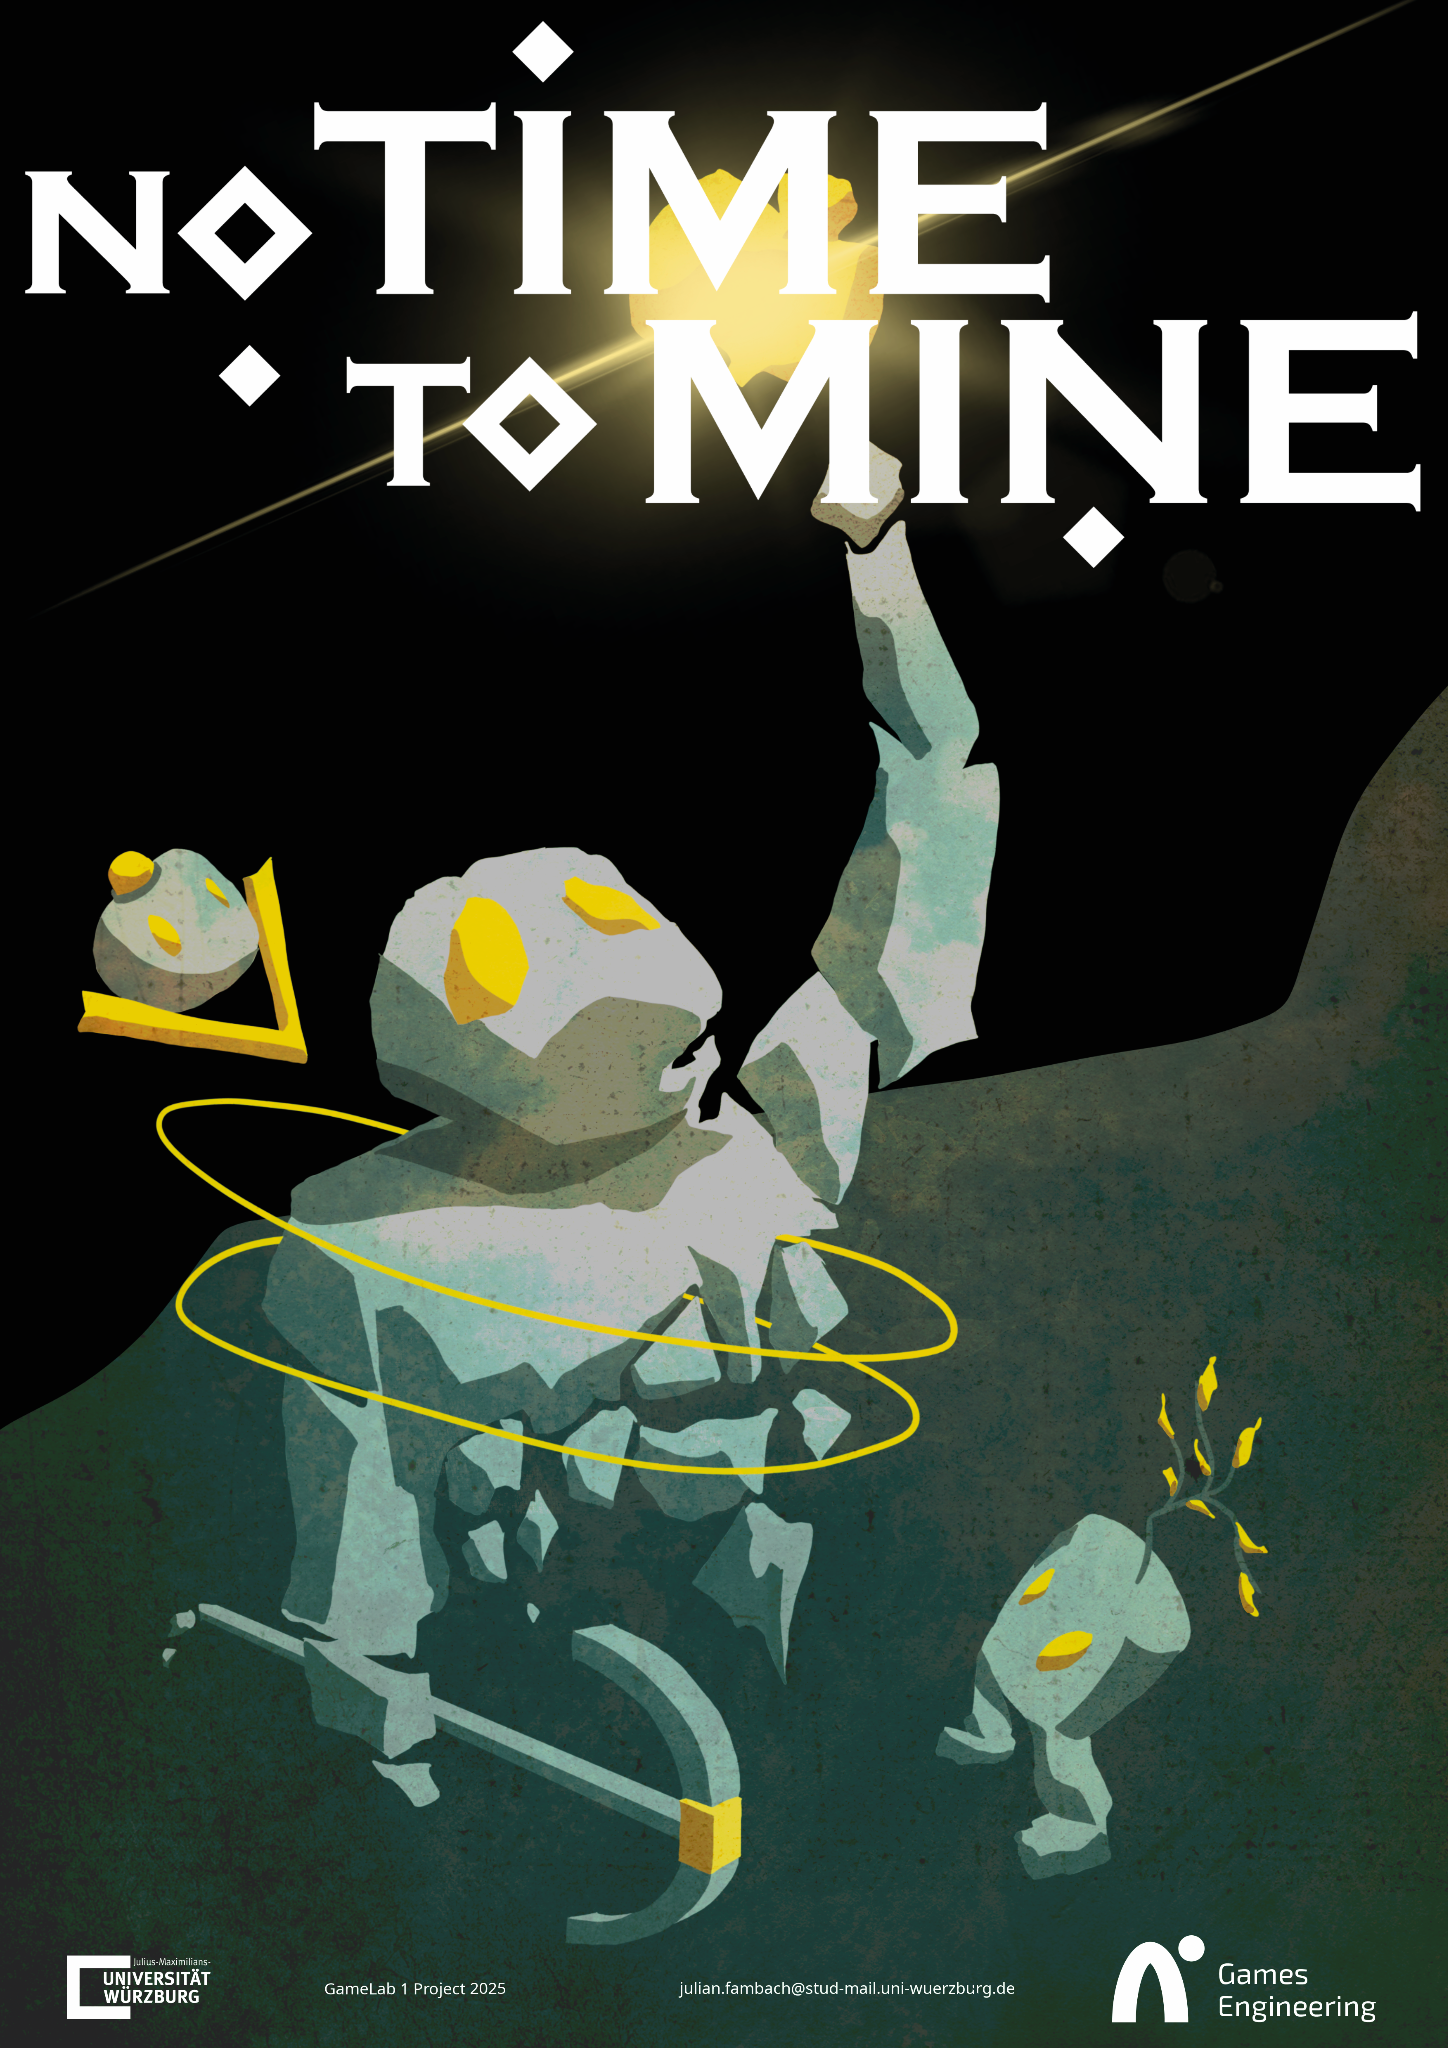 NO TIME
TO MINE
Julius-Maximilians-
UNIVERSITÄT
WÜRZBURG
GameLab 1 Project 2025
julian.fambach@stud-mail.uni-wuerzburg.de
Games
Engineering